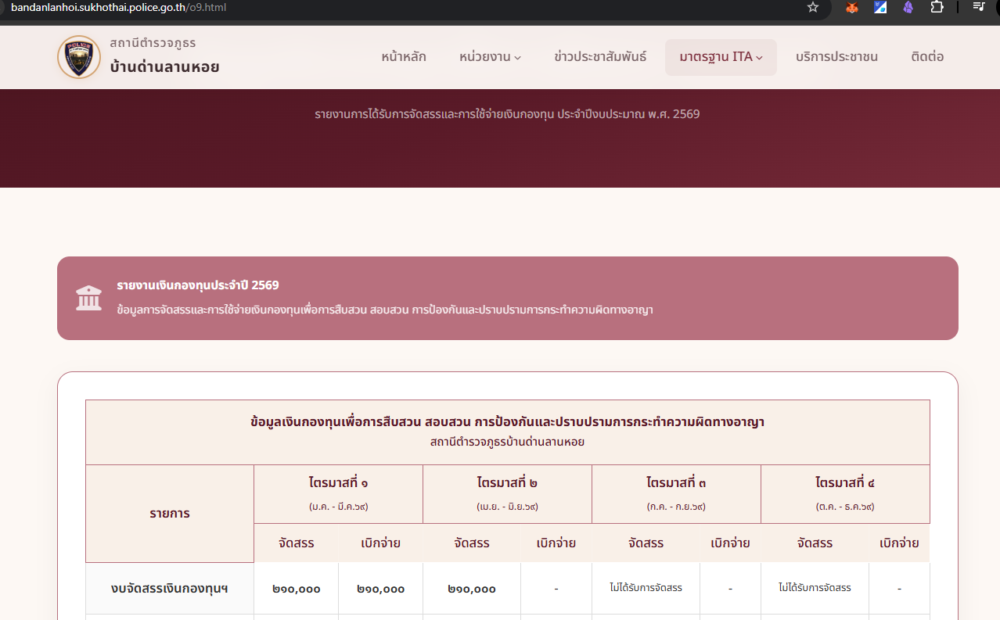 bandanlanhoi.sukhothai.police.go.th/o9.html
สถานีตำรวจภูธร
บ้านด่านลานหอย
หน้าหลัก หน่วยงาน ข่าวประชาสัมพันธ์ มาตรฐาน ITA บริการประชาชน ติดต่อ
รายงานการได้รับการจัดสรรและการใช้จ่ายเงินกองทุน ประจำปีงบประมาณ พ.ศ. 2569
รายงานเงินกองทุนประจำปี 2569
ข้อมูลการจัดสรรและการใช้จ่ายเงินกองทุนเพื่อการสืบสวน สอบสวน การป้องกันและปราบปรามการกระทำความผิดทางอาญา
ข้อมูลเงินกองทุนเพื่อการสืบสวน สอบสวน การป้องกันและปราบปรามการกระทำความผิดทางอาญา
สถานีตำรวจภูธรบ้านด่านลานหอย
รายการ
ไตรมาสที่ ๑ ไตรมาสที่ ๒ ไตรมาสที่ ๓ ไตรมาสที่ ๔
(ม.ค. - มี.ค.๖๙) (เม.ย. - มิ.ย.๖๙) (ก.ค. - ก.ย.๖๙) (ต.ค. - ธ.ค.๖๙)
จัดสรร เบิกจ่าย จัดสรร เบิกจ่าย จัดสรร เบิกจ่าย จัดสรร เบิกจ่าย
งบจัดสรรเงินกองทุนฯ ๒๑๐,๐๐๐ ๒๑๐,๐๐๐ ๒๑๐,๐๐๐ - ไม่ได้รับการจัดสรร - ไม่ได้รับการจัดสรร -